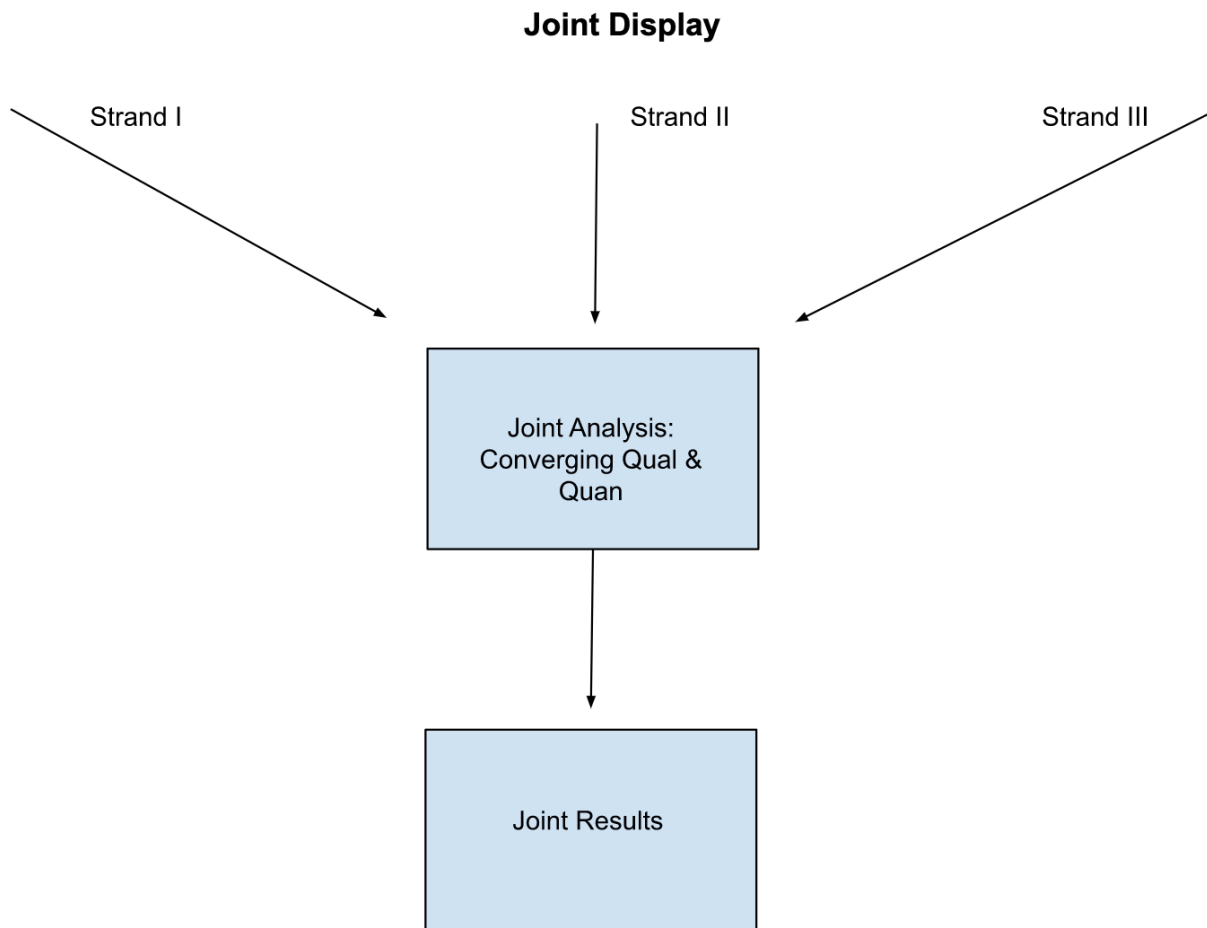 Joint Display
Strand I
Strand II
Strand III
Joint Analysis:
Converging Qual &
Quan
Joint Results